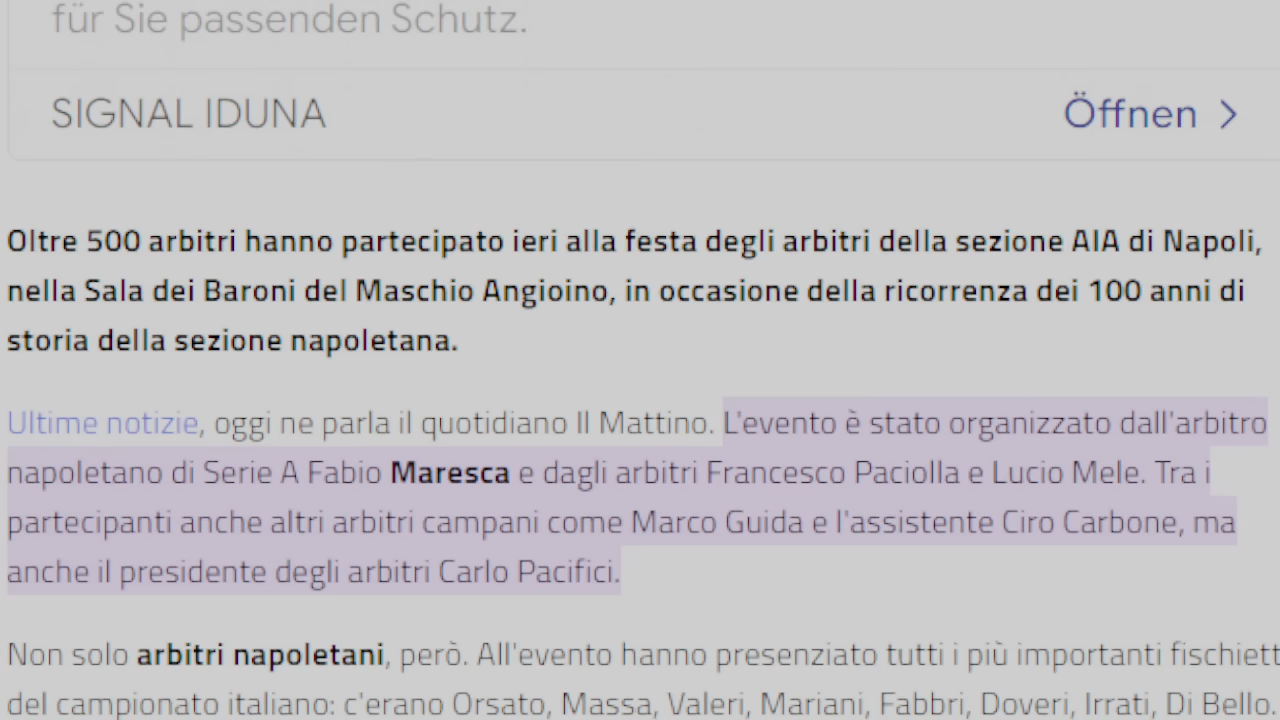 für Sie passenden Schutz.
SIGNAL IDUNA
Öffnen >
Oltre 500 arbitri hanno partecipato ieri alla festa degli arbitri della sezione AIA di Napoli,
nella Sala dei Baroni del Maschio Angioino, in occasione della ricorrenza dei 100 anni di
storia della sezione napoletana.
Ultime notizie, oggi ne parla il quotidiano Il Mattino. L'evento è stato organizzato dall'arbitro
napoletano di Serie A Fabio Maresca e dagli arbitri Francesco Paciolla e Lucio Mele. Tra i
partecipanti anche altri arbitri campani come Marco Guida e l'assistente Ciro Carbone, ma
anche il presidente degli arbitri Carlo Pacifici.
Non solo arbitri napoletani, però. All'evento hanno presenziato tutti i più importanti fischiett
del campionato italiano: c'erano Orsato, Massa, Valeri, Mariani, Fabbri, Doveri, Irrati, Di Bello.